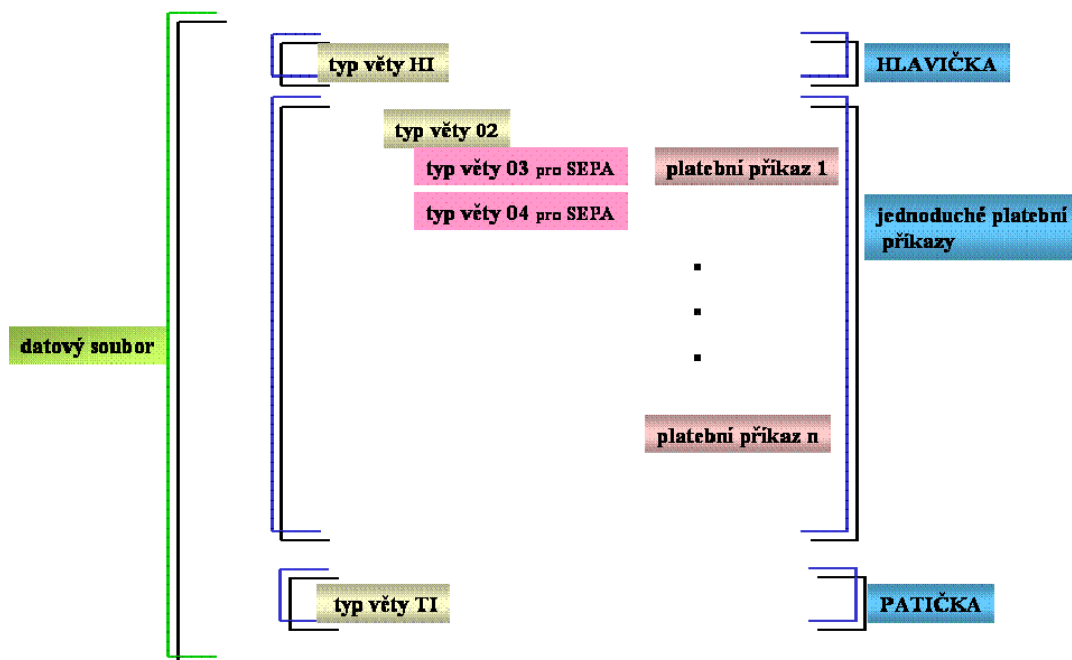 typ věty HI
HLAVIČKA
typ věty 02
typ věty 03 pro SEPA
platební příkaz 1
typ věty 04 pro SEPA
jednoduché platební
příkazy
datový soubor
platební příkaz n
typ věty TI
PATIČKA